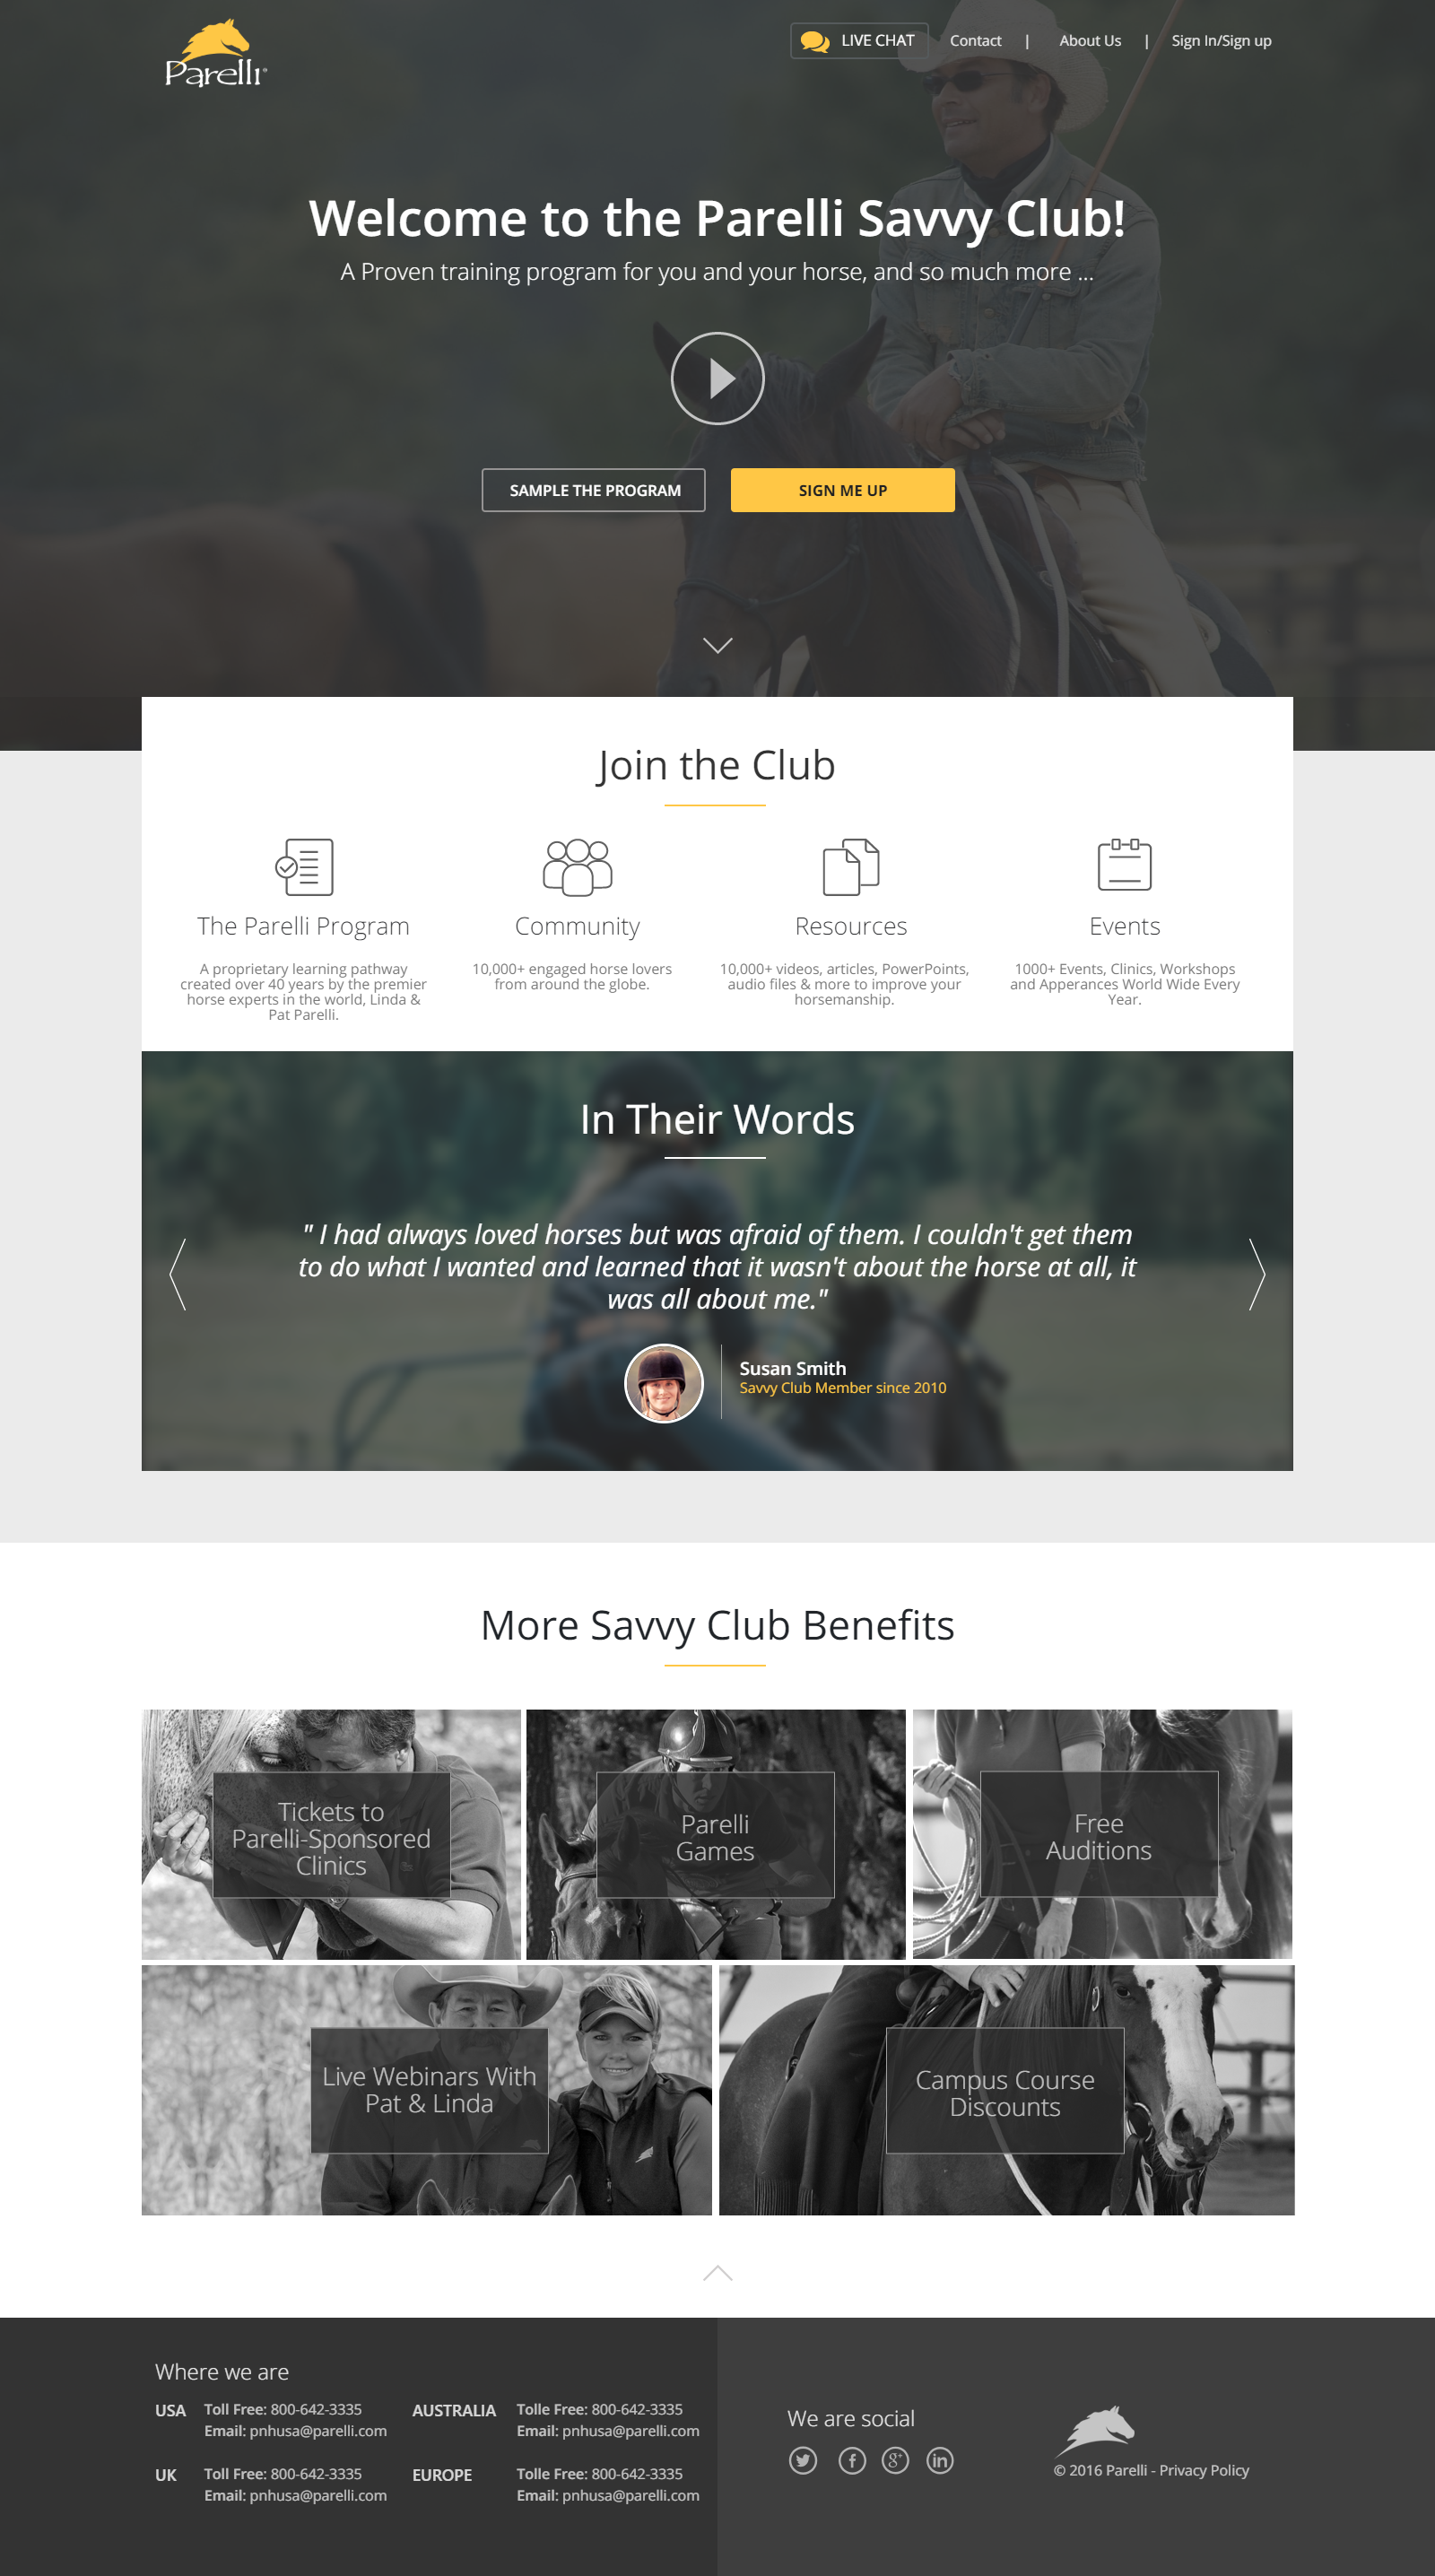 Parelli®
LIVE CHAT
Contact | About Us | Sign In/Sign up
Welcome to the Parelli Savvy Club!
A Proven training program for you and your horse, and so much more ...
SAMPLE THE PROGRAM
SIGN ME UP
Join the Club
The Parelli Program
A proprietary learning pathway
created over 40 years by the premier
horse experts in the world, Linda &
Pat Parelli.
Community
10,000+ engaged horse lovers
from around the globe.
Resources
10,000+ videos, articles, PowerPoints,
audio files & more to improve your
horsemanship.
Events
1000+ Events, Clinics, Workshops
and Apperances World Wide Every
Year.
In Their Words
" I had always loved horses but was afraid of them. I couldn't get them
to do what I wanted and learned that it wasn't about the horse at all, it
was all about me."
Susan Smith
Savvy Club Member since 2010
More Savvy Club Benefits
Tickets to
Parelli-Sponsored
Clinics
Parelli
Games
Free
Auditions
Live Webinars With
Pat & Linda
Campus Course
Discounts
Where we are
USA
Toll Free: 800-642-3335
Email: pnhusa@parelli.com
AUSTRALIA
Tolle Free: 800-642-3335
Email: pnhusa@parelli.com
UK
Toll Free: 800-642-3335
Email: pnhusa@parelli.com
EUROPE
Tolle Free: 800-642-3335
Email: pnhusa@parelli.com
We are social
© 2016 Parelli - Privacy Policy